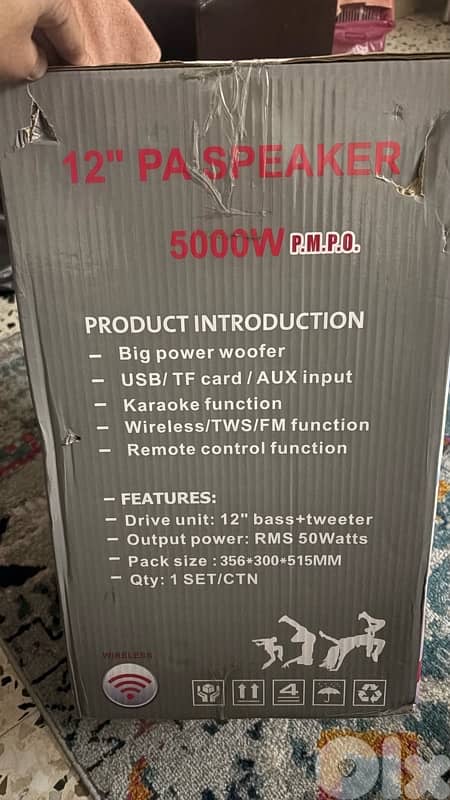 12" PA SPEAKER
5000W P.M.P.O.
PRODUCT INTRODUCTION
– Big power woofer
– USB/ TF card / AUX input
– Karaoke function
– Wireless/TWS/FM function
– Remote control function
– FEATURES:
– Drive unit: 12" bass+tweeter
– Output power: RMS 50Watts
– Pack size : 356*300*515MM
– Qty: 1 SET/CTN
WIRELESS
4
OLX